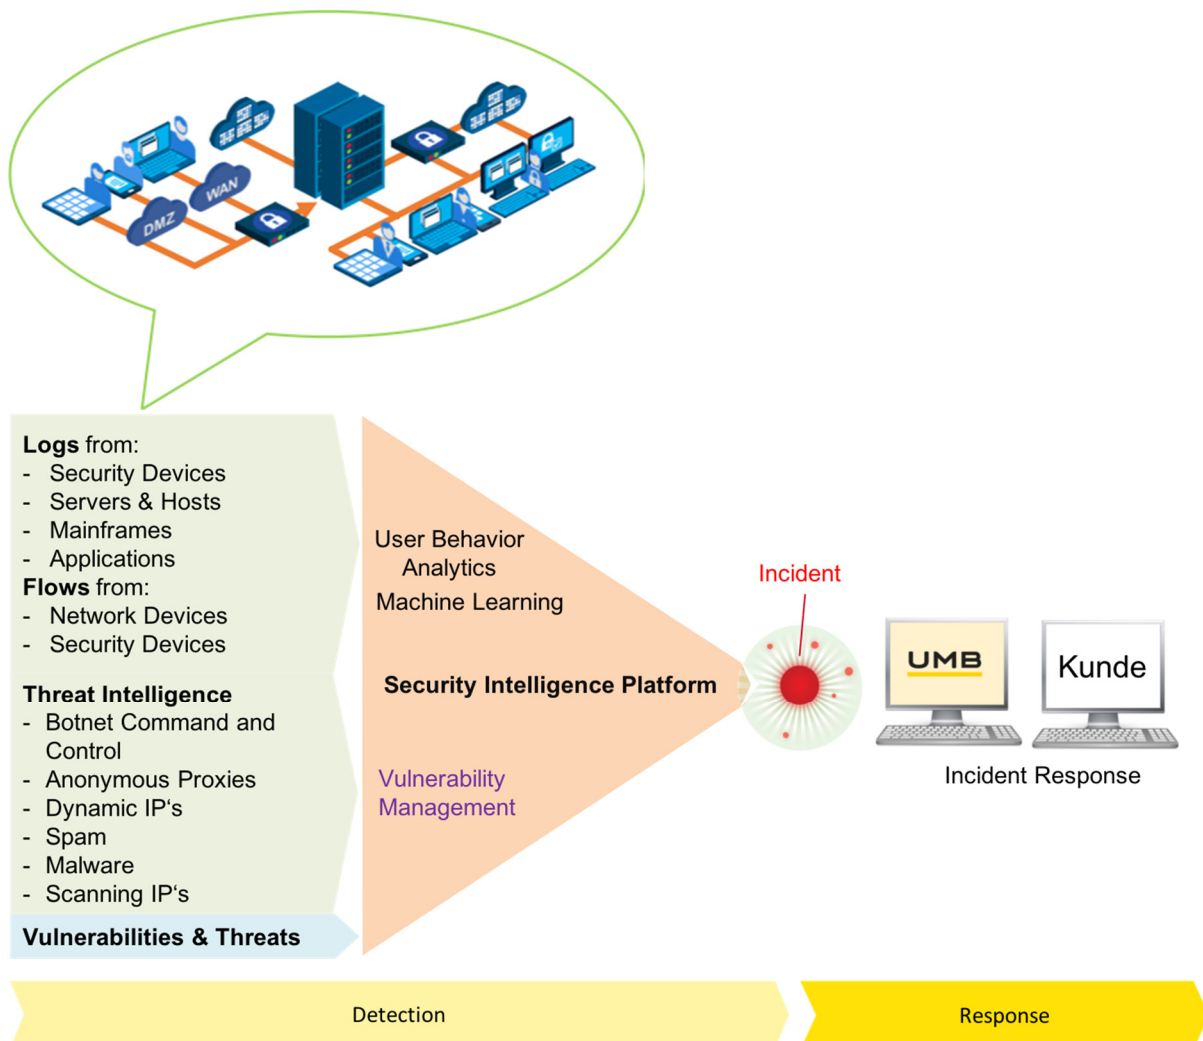 WAN
DMZ
Logs from:
- Security Devices
- Servers & Hosts
- Mainframes
- Applications
Flows from:
- Network Devices
- Security Devices
Threat Intelligence
- Botnet Command and
Control
- Anonymous Proxies
- Dynamic IP‘s
- Spam
- Malware
- Scanning IP‘s
Vulnerabilities & Threats
User Behavior
Analytics
Machine Learning
Security Intelligence Platform
Vulnerability
Management
Incident
UMB
Kunde
Incident Response
Detection
Response